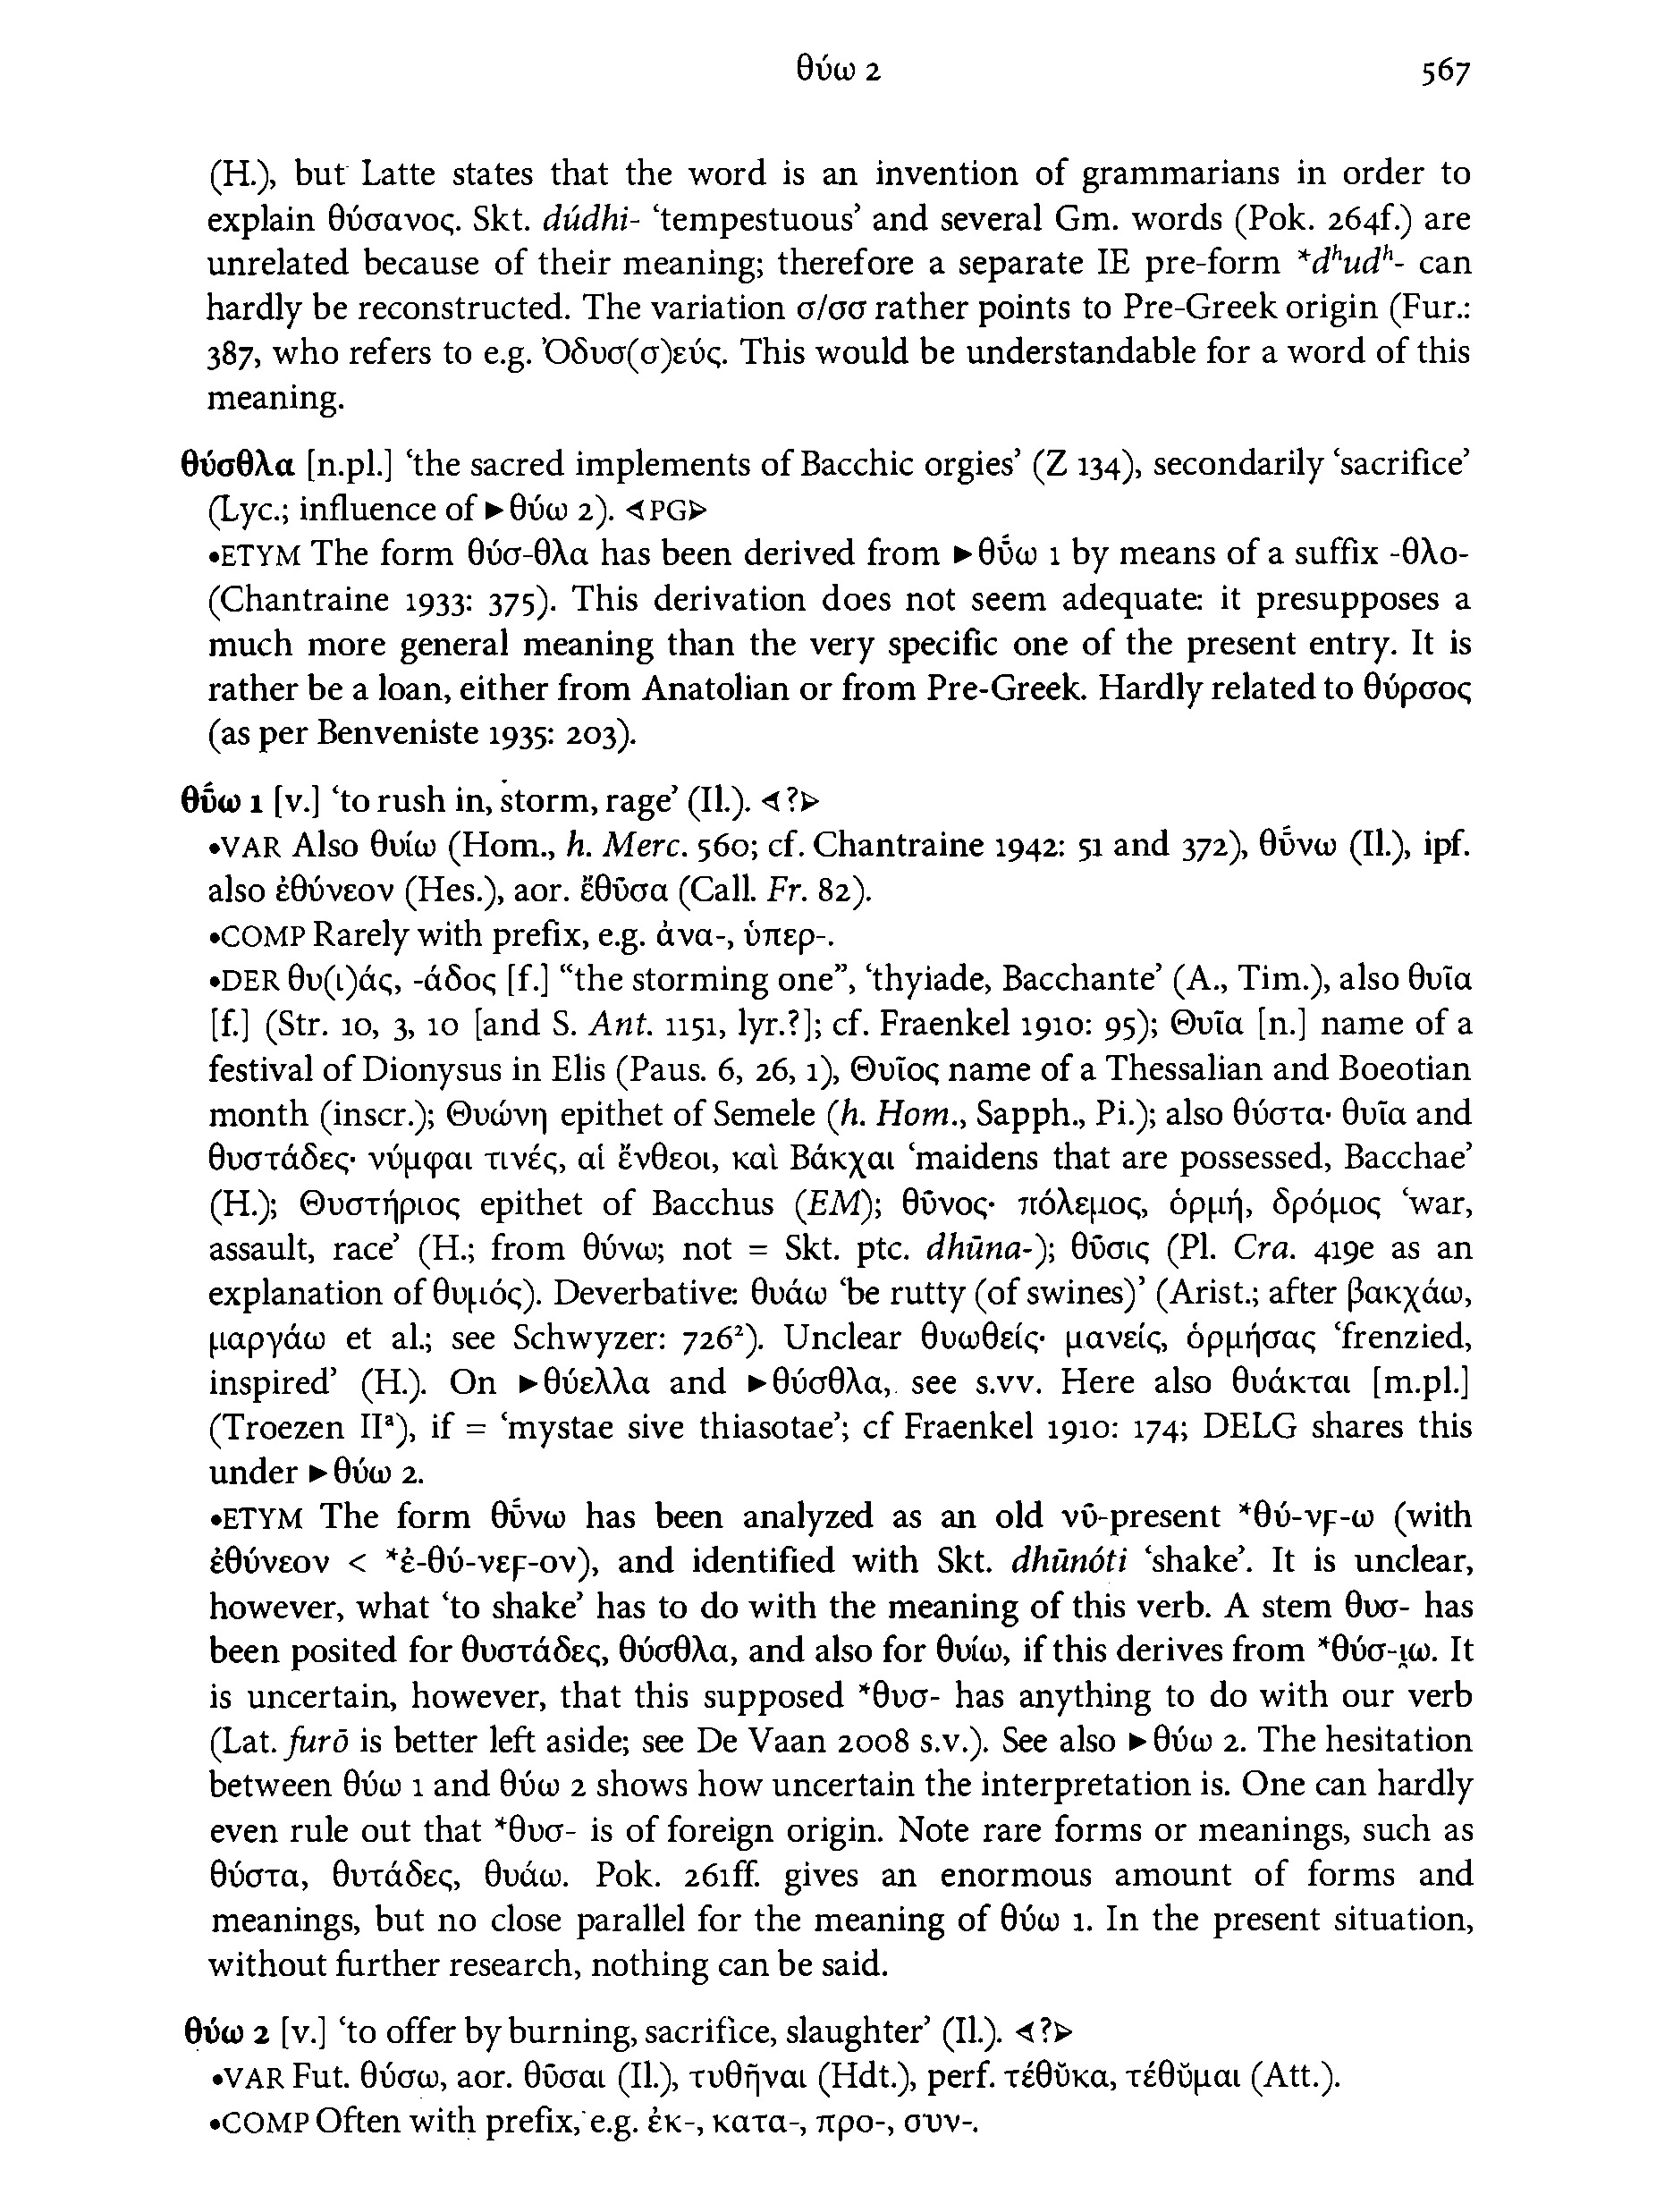 θύω 2 567
(H.), but Latte states that the word is an invention of grammarians in order to
explain θύσανος. Skt. dúdhi- ‘tempestuous’ and several Gm. words (Pok. 264f.) are
unrelated because of their meaning; therefore a separate IE pre-form *dʰudʰ- can
hardly be reconstructed. The variation σ/σσ rather points to Pre-Greek origin (Fur.:
387, who refers to e.g. Ὀδυσ(σ)εύς. This would be understandable for a word of this
meaning.
θύσθλα [n.pl.] ‘the sacred implements of Bacchic orgies’ (Z 134), secondarily ‘sacrifice’
(Lyc.; influence of ►θύω 2). ⊲PG⊳
•ETYM The form θύσ-θλα has been derived from ►θῡ́ω 1 by means of a suffix -θλο-
(Chantraine 1933: 375). This derivation does not seem adequate: it presupposes a
much more general meaning than the very specific one of the present entry. It is
rather be a loan, either from Anatolian or from Pre-Greek. Hardly related to θύρσος
(as per Benveniste 1935: 203).
θῡ́ω 1 [v.] ‘to rush in, storm, rage’ (Il.). ⊲?⊳
•VAR Also θυίω (Hom., h. Merc. 560; cf. Chantraine 1942: 51 and 372), θῡ́νω (Il.), ipf.
also ἐθύνεον (Hes.), aor. ἔθῡσα (Call. Fr. 82).
•COMP Rarely with prefix, e.g. ἀνα-, ὑπερ-.
•DER θυ(ι)άς, -άδος [f.] “the storming one”, ‘thyiade, Bacchante’ (A., Tim.), also θυῖα
[f.] (Str. 10, 3, 10 [and S. Ant. 1151, lyr.?]; cf. Fraenkel 1910: 95); Θυῖα [n.] name of a
festival of Dionysus in Elis (Paus. 6, 26, 1), Θυῖος name of a Thessalian and Boeotian
month (inscr.); Θυώνη epithet of Semele (h. Hom., Sapph., Pi.); also θύστα· θυῖα and
θυστάδες· νύμφαι τινές, αἱ ἔνθεοι, καὶ Βάκχαι ‘maidens that are possessed, Bacchae’
(H.); Θυστήριος epithet of Bacchus (EM); θῦνος· πόλεμος, ὁρμή, δρόμος ‘war,
assault, race’ (H.; from θύνω; not = Skt. ptc. dhūna-); θῦσις (Pl. Cra. 419e as an
explanation of θυμός). Deverbative: θυάω ‘be rutty (of swines)’ (Arist.; after βακχάω,
μαργάω et al.; see Schwyzer: 726²). Unclear θυωθείς· μανείς, ὁρμήσας ‘frenzied,
inspired’ (H.). On ►θύελλα and ►θύσθλα, see s.vv. Here also θυάκται [m.pl.]
(Troezen IIᵃ), if = ‘mystae sive thiasotae’; cf Fraenkel 1910: 174; DELG shares this
under ►θύω 2.
•ETYM The form θῡ́νω has been analyzed as an old νῡ-present *θύ-νϝ-ω (with
ἐθύνεον < *ἐ-θύ-νεϝ-ον), and identified with Skt. dhūnóti ‘shake’. It is unclear,
however, what ‘to shake’ has to do with the meaning of this verb. A stem θυσ- has
been posited for θυστάδες, θύσθλα, and also for θυίω, if this derives from *θύσ-ι̯ω. It
is uncertain, however, that this supposed *θυσ- has anything to do with our verb
(Lat. furō is better left aside; see De Vaan 2008 s.v.). See also ►θύω 2. The hesitation
between θύω 1 and θύω 2 shows how uncertain the interpretation is. One can hardly
even rule out that *θυσ- is of foreign origin. Note rare forms or meanings, such as
θύστα, θυτάδες, θυάω. Pok. 261ff. gives an enormous amount of forms and
meanings, but no close parallel for the meaning of θύω 1. In the present situation,
without further research, nothing can be said.
θύω 2 [v.] ‘to offer by burning, sacrifice, slaughter’ (Il.). ⊲?⊳
•VAR Fut. θύσω, aor. θῦσαι (Il.), τυθῆναι (Hdt.), perf. τέθῠκα, τέθῠμαι (Att.).
•COMP Often with prefix, e.g. ἐκ-, κατα-, προ-, συν-.